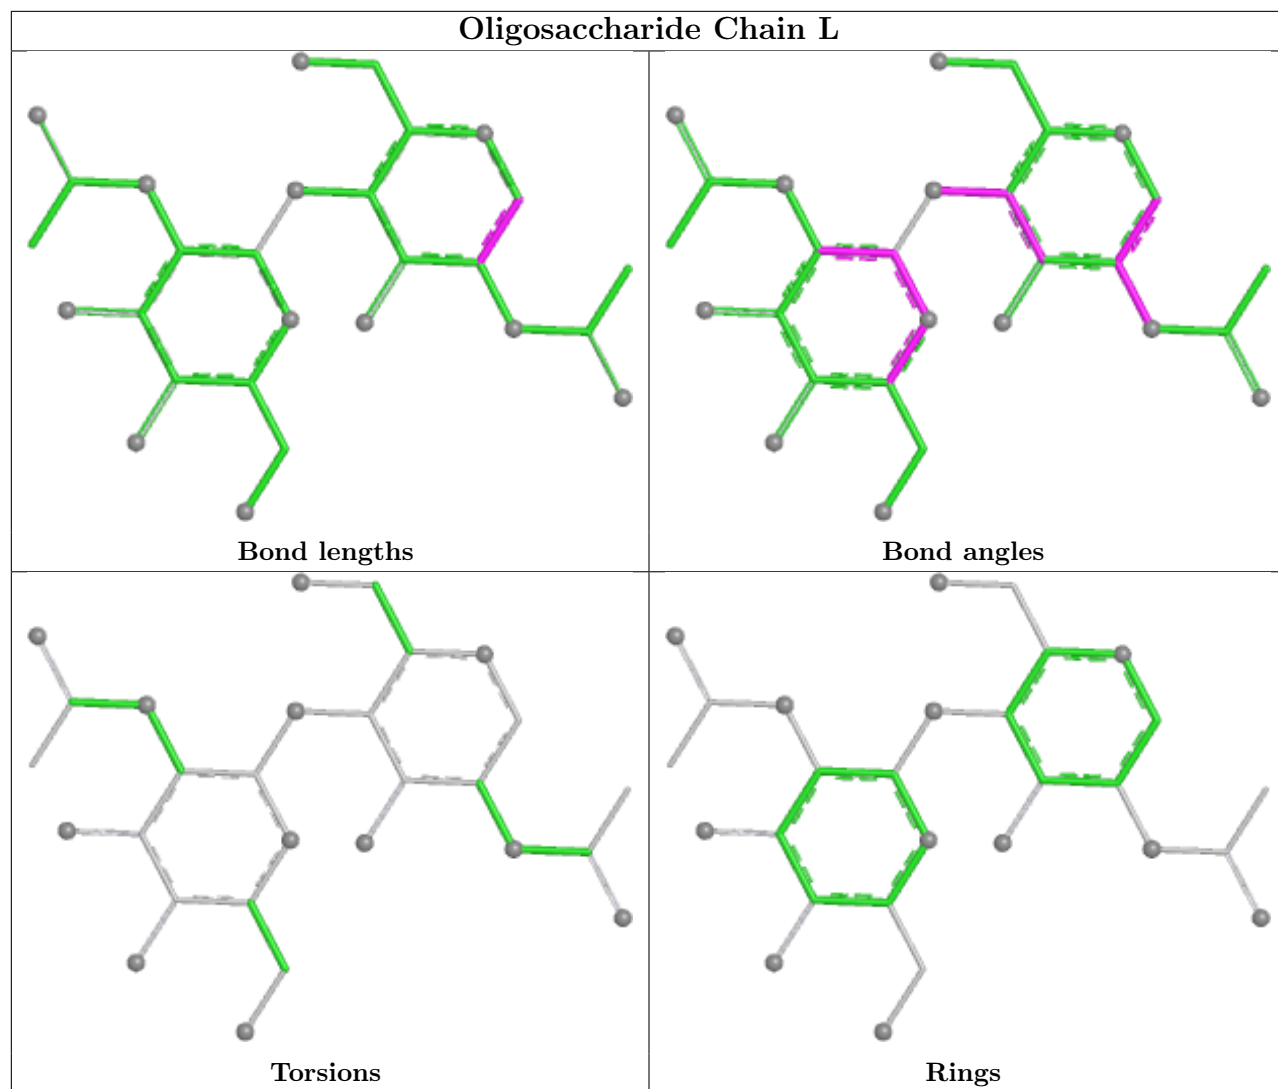 Oligosaccharide Chain L
Bond lengths
Bond angles
Torsions
Rings